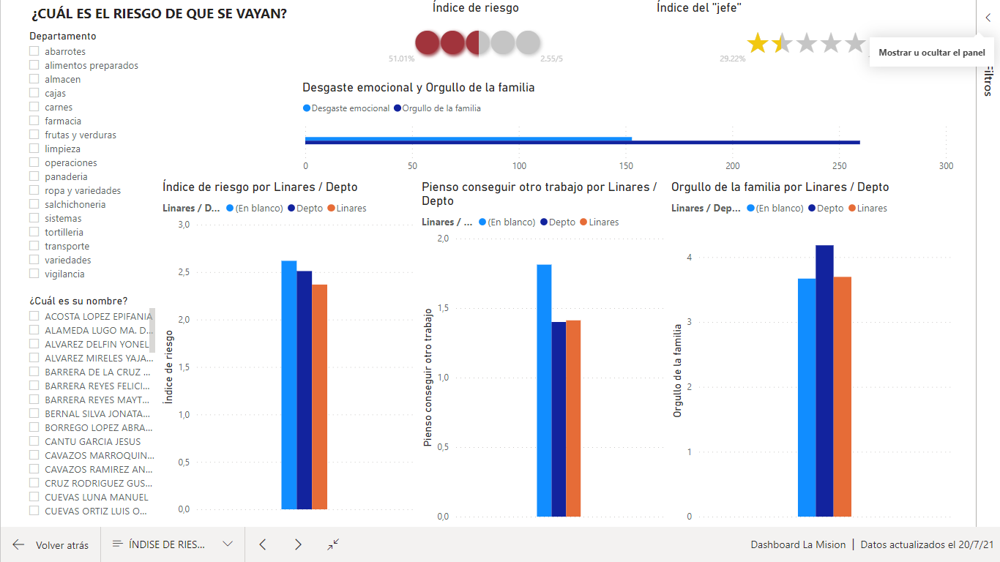 ¿CUÁL ES EL RIESGO DE QUE SE VAYAN?
Departamento
abarrotes
alimentos preparados
almacen
cajas
carnes
farmacia
frutas y verduras
limpieza
operaciones
panaderia
ropa y variedades
salchichoneria
sistemas
tortilleria
transporte
variedades
vigilancia
¿Cuál es su nombre?
ACOSTA LOPEZ EPIFANIA
ALAMEDA LUGO MA. D...
ALVAREZ DELFIN YONEL
ALVAREZ MIRELES YAJA...
BARRERA DE LA CRUZ ...
BARRERA REYES FELICI...
BARRERA REYES MAYT...
BERNAL SILVA JONATA...
BORREGO LOPEZ ABRA...
CANTU GARCIA JESUS
CAVAZOS MARROQUIN...
CAVAZOS RAMIREZ AN...
CRUZ RODRIGUEZ GUS...
CUEVAS LUNA MANUEL
CUEVAS ORTIZ LUIS O...
Índice de riesgo
51.01%
2.55/5
Índice del "jefe"
29.22%
Mostrar u ocultar el panel
Filtros
Desgaste emocional y Orgullo de la familia
Desgaste emocional Orgullo de la familia
0 50 100 150 200 250 300
Índice de riesgo por Linares / Depto
Linares / D... (En blanco) Depto Linares
3,0
2,5
2,0
1,5
1,0
0,5
0,0
Índice de riesgo
Pienso conseguir otro trabajo por Linares /
Depto
Linares / ... (En blanco) Depto Linares
2,0
1,5
1,0
0,5
0,0
Pienso conseguir otro trabajo
Orgullo de la familia por Linares / Depto
Linares / Dep... (En blanco) Depto Linares
4
3
2
1
0
Orgullo de la familia
Volver atrás
ÍNDISE DE RIES...
Dashboard La Mision | Datos actualizados el 20/7/21